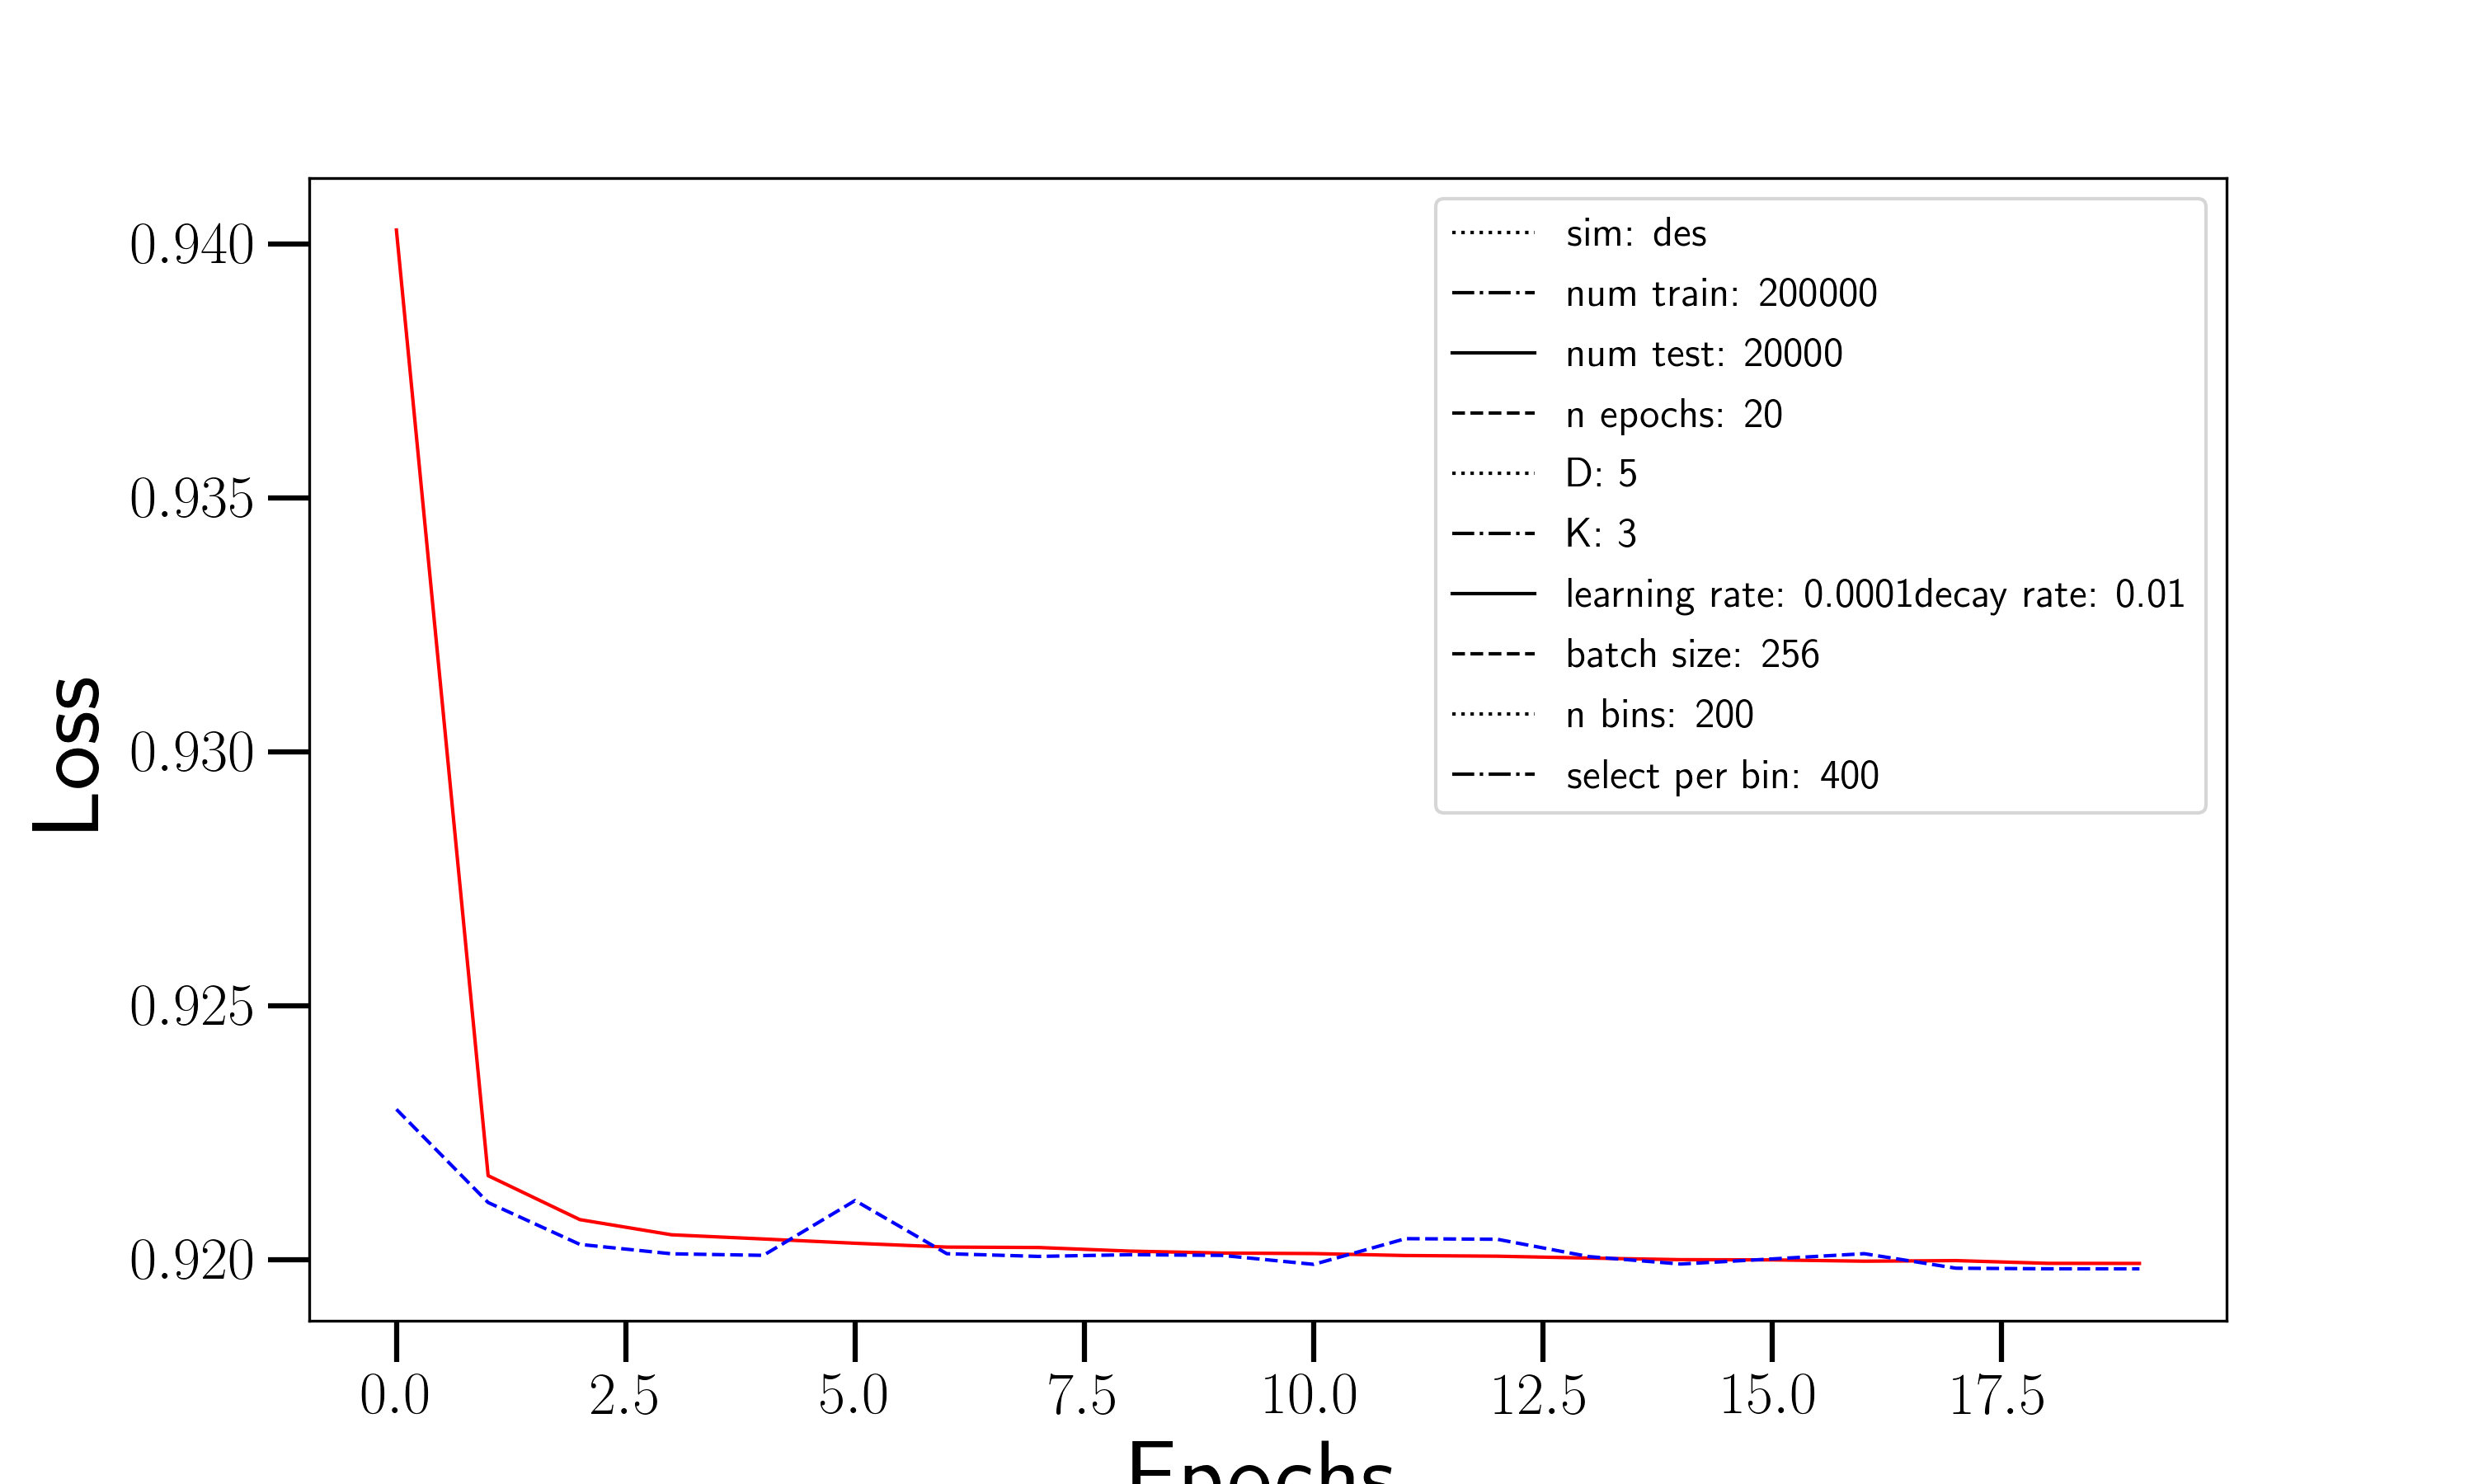 0.940
0.935
0.930
0.925
0.920
Loss
sim: des
num train: 200000
num test: 20000
n epochs: 20
D: 5
K: 3
learning rate: 0.0001decay rate: 0.01
batch size: 256
n bins: 200
select per bin: 400
0.0 2.5 5.0 7.5 10.0 12.5 15.0 17.5
Epochs